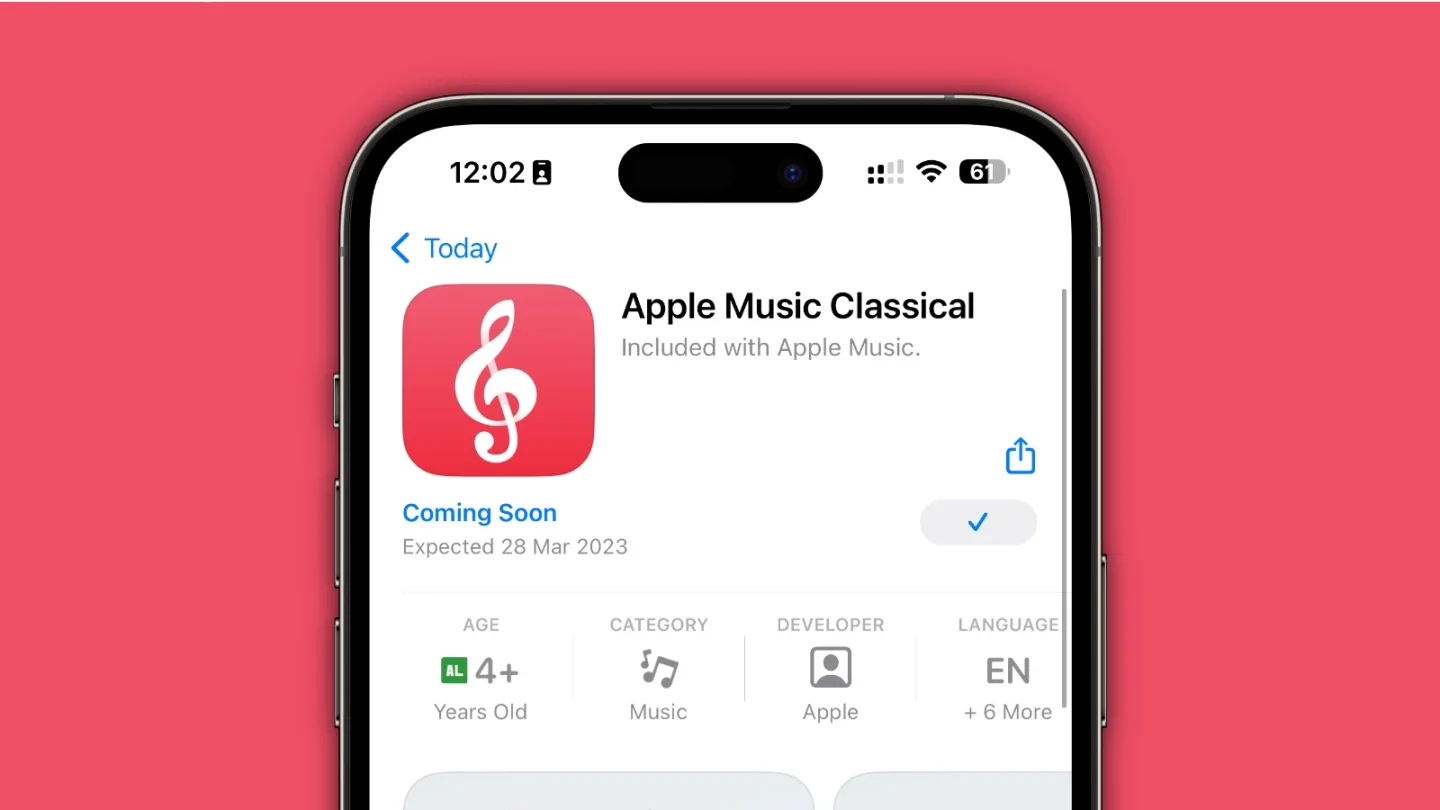 12:02 61
Today
Apple Music Classical
Included with Apple Music.
Coming Soon
Expected 28 Mar 2023
AGE CATEGORY DEVELOPER LANGUAGE
AL 4+ EN
Years Old Music Apple + 6 More